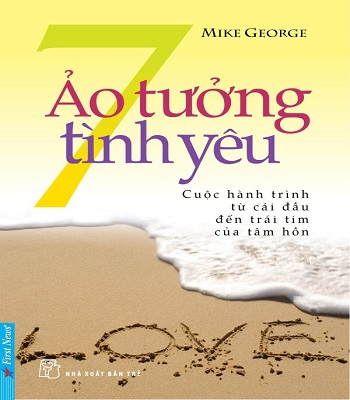 MIKE GEORGE
7
Ảo tưởng
tình yêu
Cuộc hành trình
từ cái đầu
đến trái tim
của tâm hồn
LOVE
First News
NHÀ XUẤT BẢN TRẺ